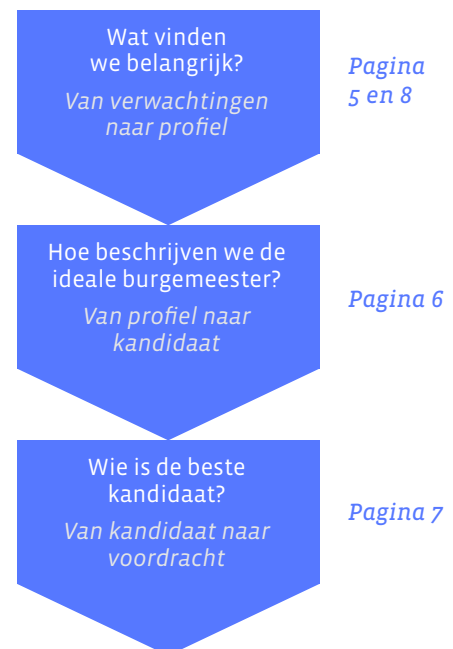 Wat vinden
we belangrijk?
Van verwachtingen
naar profiel
Pagina
5 en 8
Hoe beschrijven we de
ideale burgemeester?
Van profiel naar
kandidaat
Pagina 6
Wie is de beste
kandidaat?
Van kandidaat naar
voordracht
Pagina 7